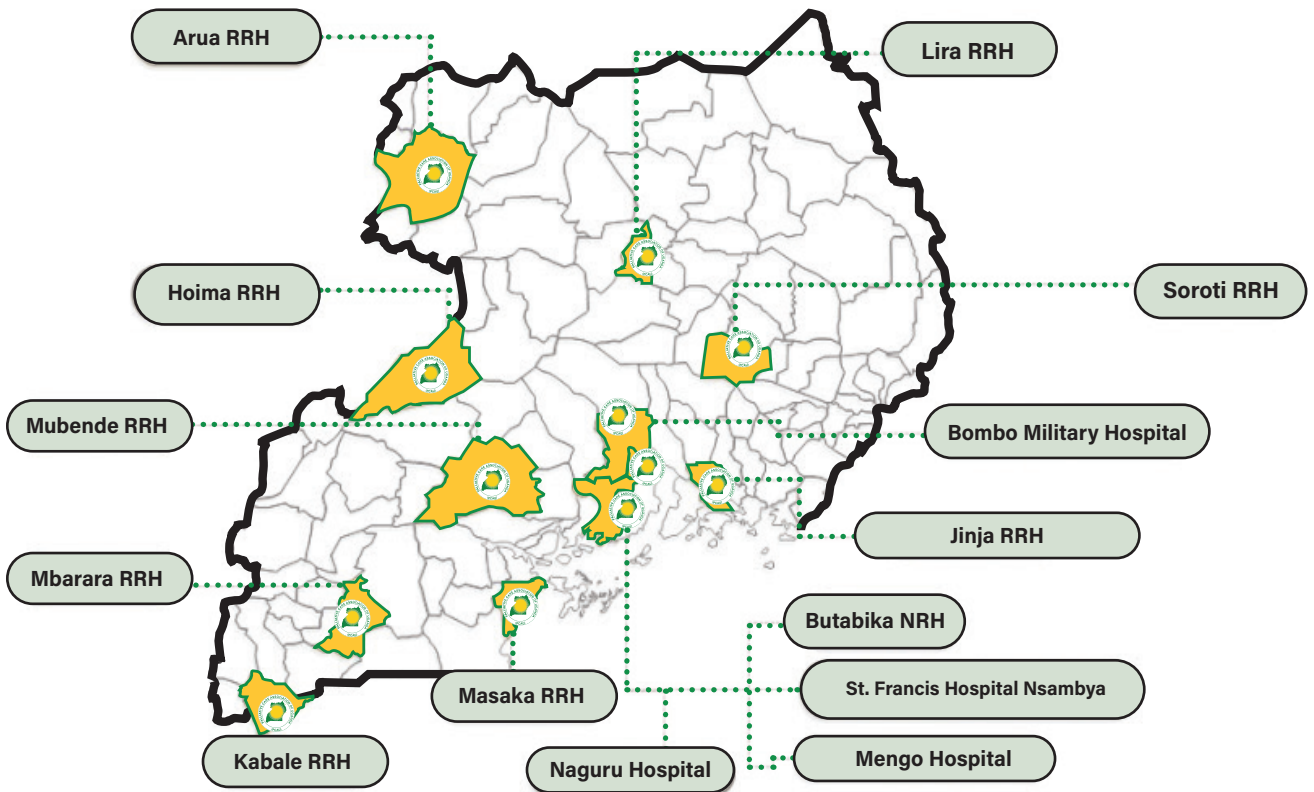 Arua RRH
Lira RRH
Hoima RRH
Soroti RRH
Mubende RRH
Bombo Military Hospital
Jinja RRH
Mbarara RRH
Butabika NRH
St. Francis Hospital Nsambya
Masaka RRH
Kabale RRH
Naguru Hospital
Mengo Hospital